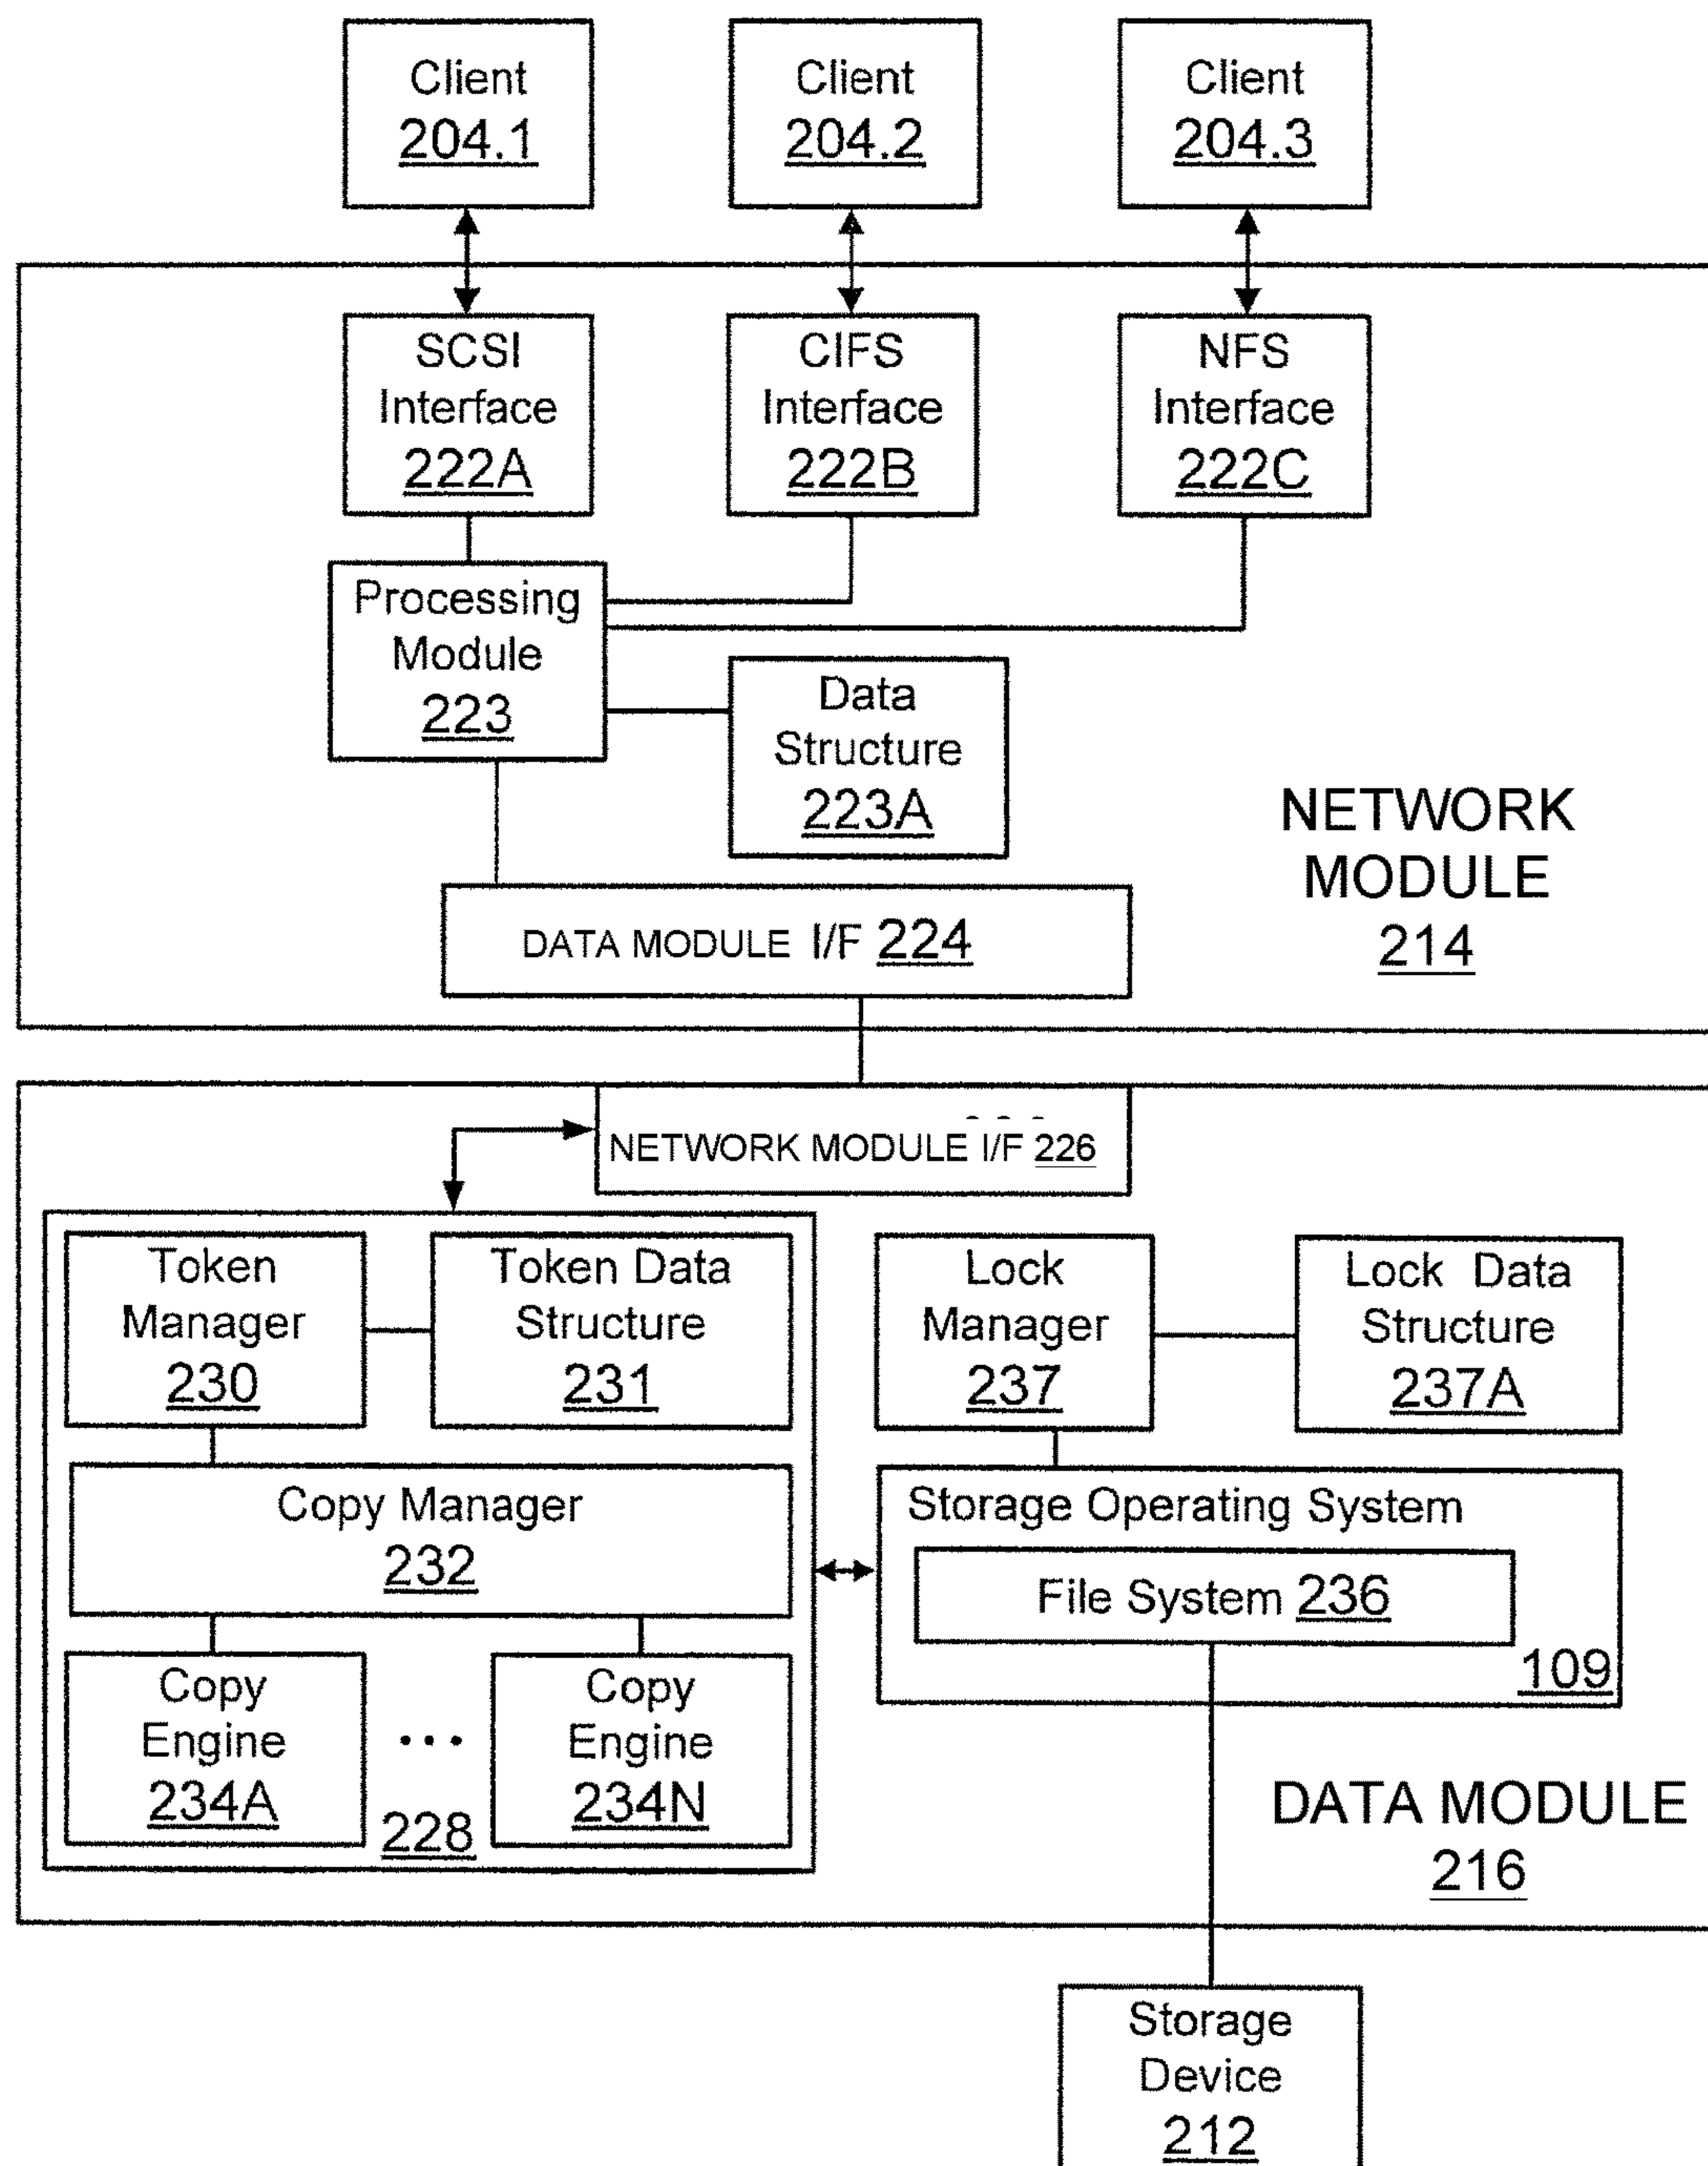 Client
204.1
Client
204.2
Client
204.3
SCSI
Interface
222A
CIFS
Interface
222B
NFS
Interface
222C
Processing
Module
223
Data
Structure
223A
NETWORK
MODULE
214
DATA MODULE I/F 224
NETWORK MODULE I/F 226
Token
Manager
230
Token Data
Structure
231
Lock
Manager
237
Lock Data
Structure
237A
Copy Manager
232
Storage Operating System
File System 236
109
Copy
Engine
234A
...
Copy
Engine
234N
228
DATA MODULE
216
Storage
Device
212